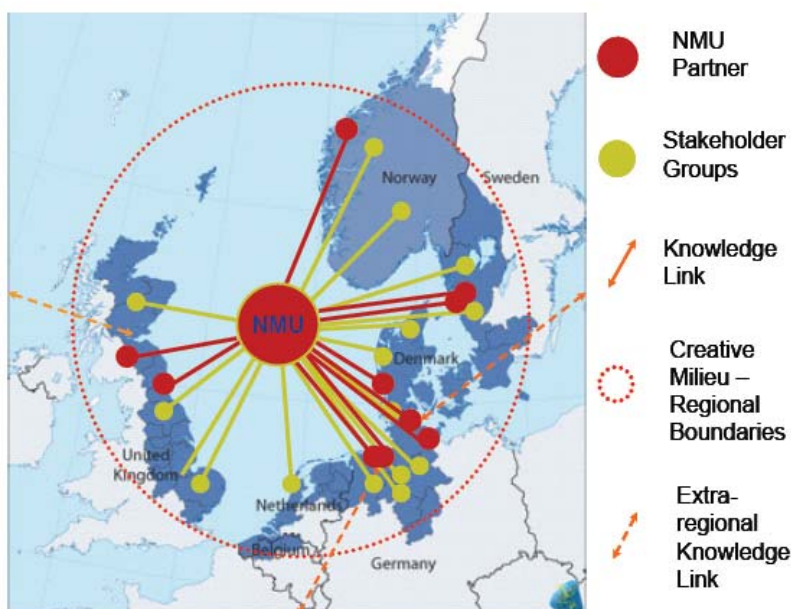 Norway
Sweden
NMU
Denmark
United
Kingdom
Netherlands
Belgium
Germany
NMU
Partner
Stakeholder
Groups
Knowledge
Link
Creative
Milieu –
Regional
Boundaries
Extra-
regional
Knowledge
Link